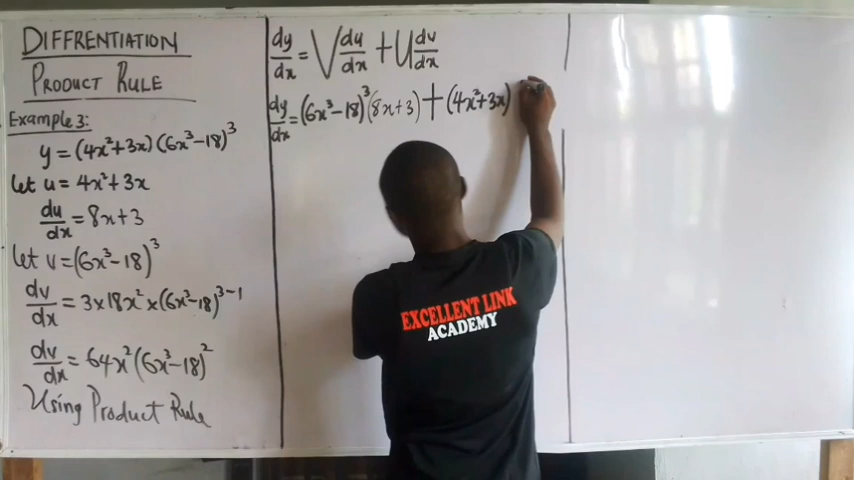 DIFFRENTIATION
PRODUCT RULE
Example 3:
y = (4x²+3x)(6x³-18)³
let u = 4x²+3x
du/dx = 8x+3
let v = (6x³-18)³
dv/dx = 3×18x²×(6x³-18)³⁻¹
dv/dx = 64x²(6x³-18)²
Using Product Rule
dy/dx = V du/dx + U dv/dx
dy/dx = (6x³-18)³(8x+3) + (4x²+3x)
EXCELLENT LINK
ACADEMY